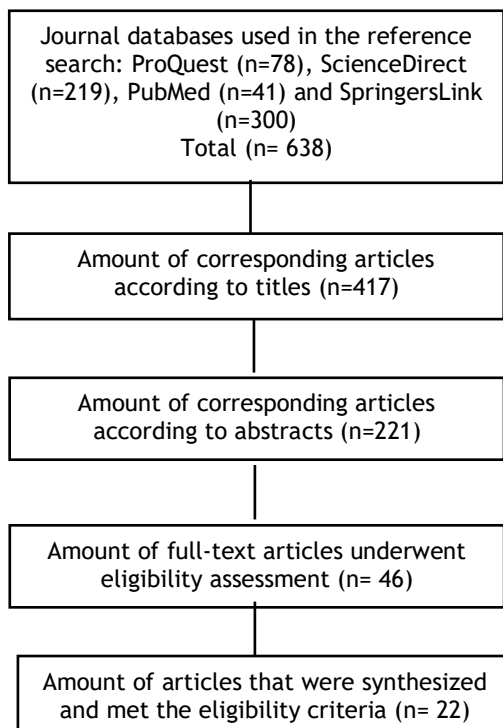 Journal databases used in the reference
search: ProQuest (n=78), ScienceDirect
(n=219), PubMed (n=41) and SpringersLink
(n=300)
Total (n= 638)
Amount of corresponding articles
according to titles (n=417)
Amount of corresponding articles
according to abstracts (n=221)
Amount of full-text articles underwent
eligibility assessment (n= 46)
Amount of articles that were synthesized
and met the eligibility criteria (n= 22)